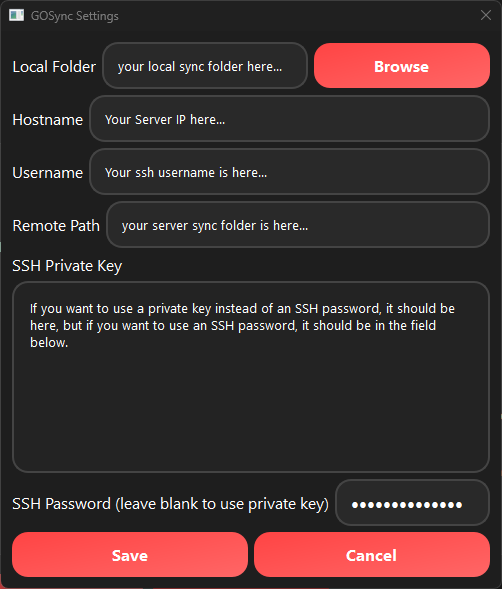 GOSync Settings
Local Folder your local sync folder here... Browse
Hostname Your Server IP here...
Username Your ssh username is here...
Remote Path your server sync folder is here...
SSH Private Key
If you want to use a private key instead of an SSH password, it should be
here, but if you want to use an SSH password, it should be in the field
below.
SSH Password (leave blank to use private key) ••••••••••••••
Save Cancel